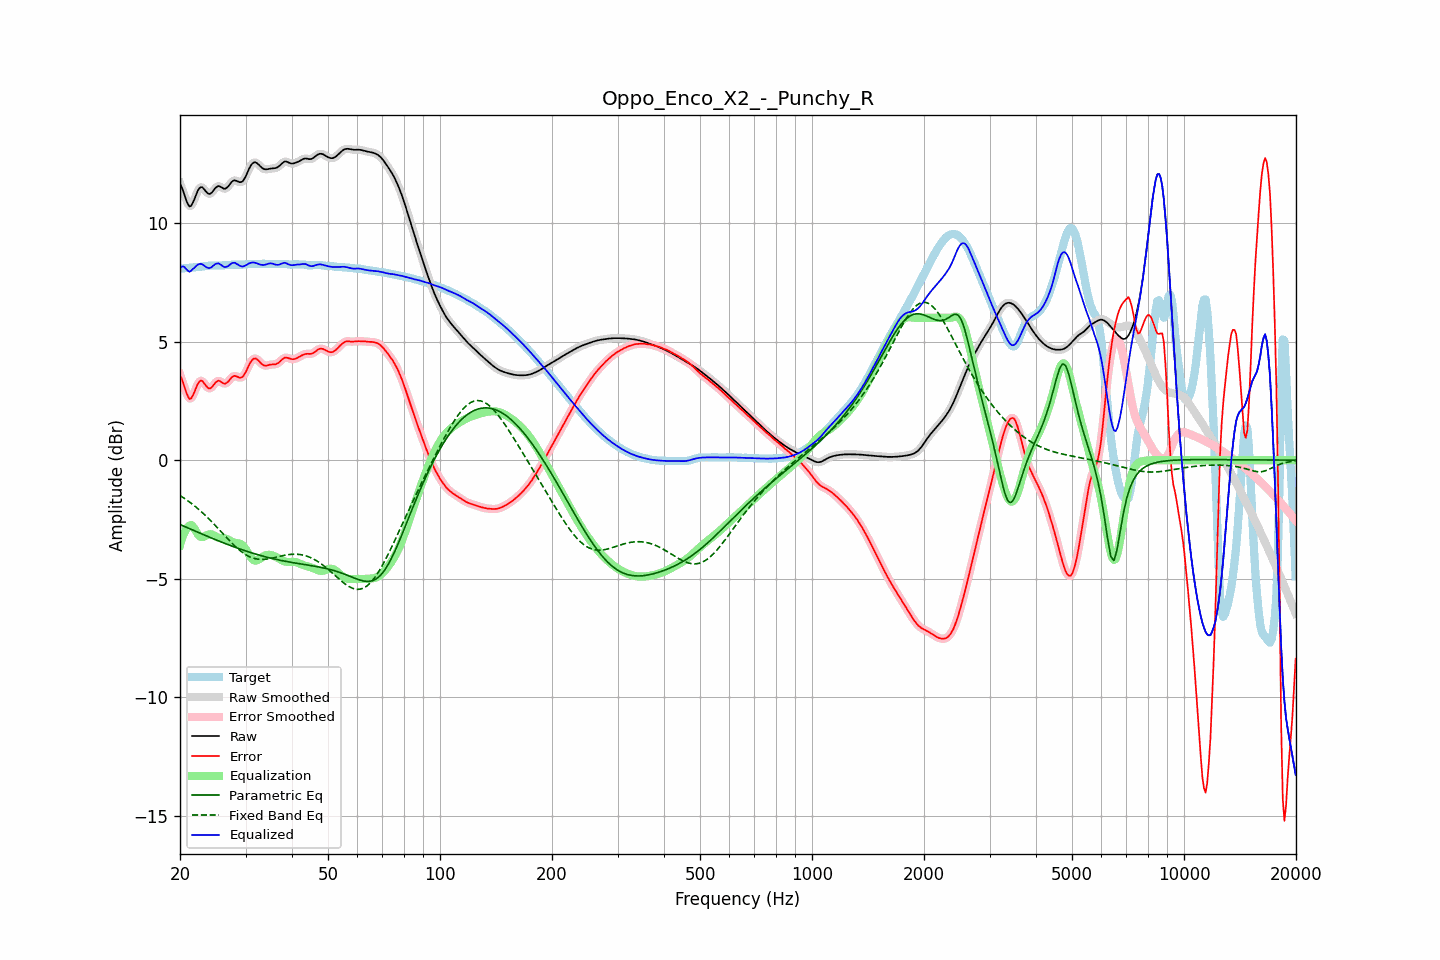 Oppo_Enco_X2_-_Punchy_R
Amplitude (dBr)
10
5
0
−5
−10
−15
Target
Raw Smoothed
Error Smoothed
Raw
Error
Equalization
Parametric Eq
Fixed Band Eq
Equalized
20 50 100 200 500 1000 2000 5000 10000 20000
Frequency (Hz)